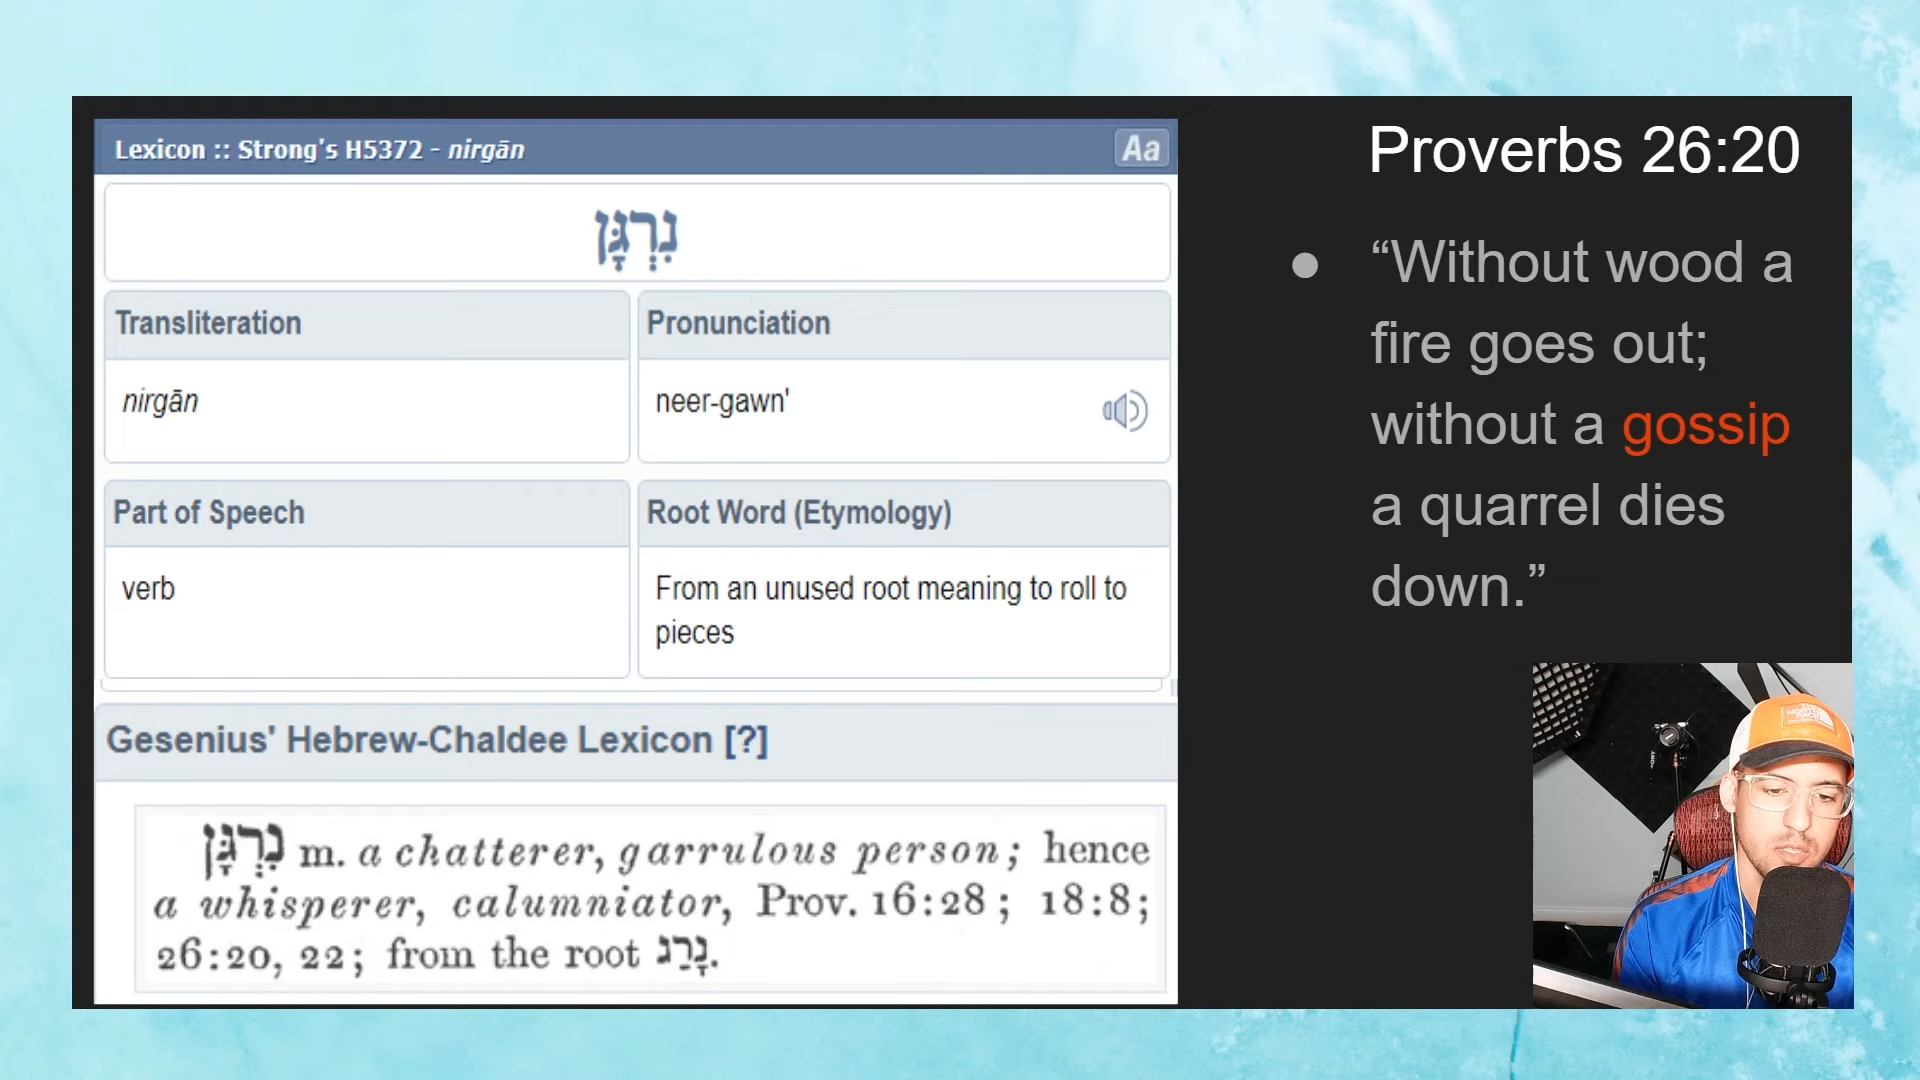 Lexicon :: Strong's H5372 - nirgān
Aa
נִרְגָּן
Transliteration
Pronunciation
nirgān
neer-gawn'
Part of Speech
Root Word (Etymology)
verb
From an unused root meaning to roll to
pieces
Gesenius' Hebrew-Chaldee Lexicon [?]
נִרְגָּן m. a chatterer, garrulous person; hence
a whisperer, calumniator, Prov. 16:28; 18:8;
26:20, 22; from the root נָרַג.
Proverbs 26:20
● “Without wood a
fire goes out;
without a gossip
a quarrel dies
down.”
THE
NORTH
FACE